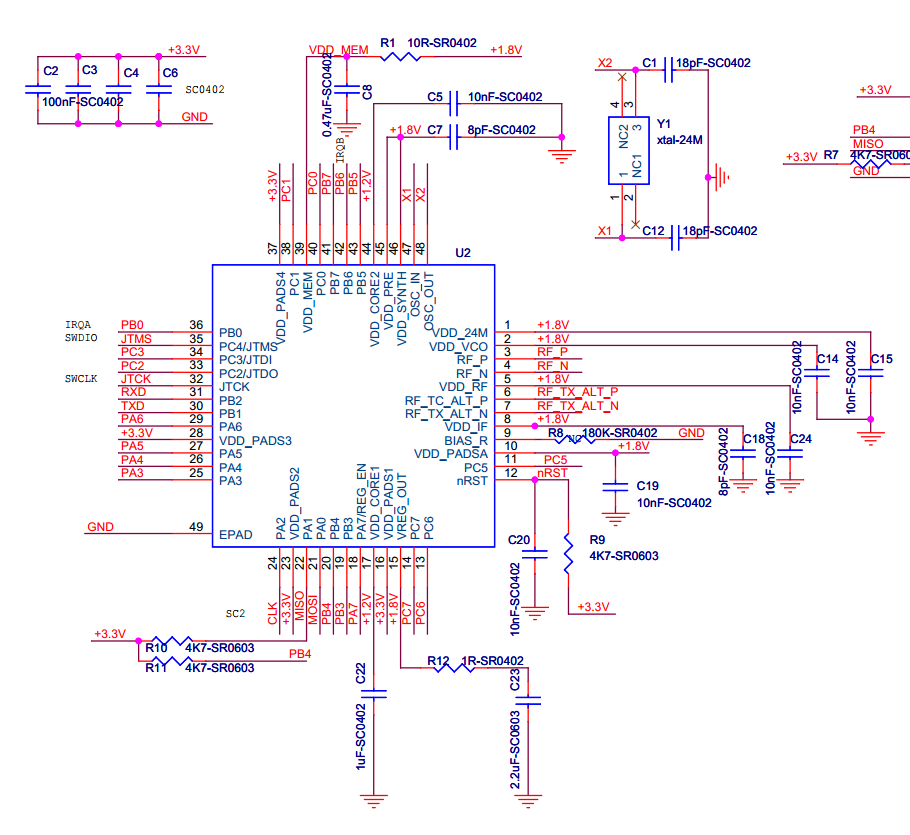 +3.3V
C2
C3
C4
C6
100nF-SC0402
SC0402
GND
VDD_MEM
R1 10R-SR0402
+1.8V
0.47uF-SC0402
C8
C5 10nF-SC0402
+1.8V
C7 8pF-SC0402
IRQB
X2
C1 18pF-SC0402
4
3
NC2
3
1
NC1
1
2
Y1
xtal-24M
X1
C12 18pF-SC0402
+3.3V
PB4
MISO
+3.3V R7 4K7-SR060
GND
+3.3V
PC1
PC0
PB7
PB6
PB5
+1.2V
X1
X2
37
38
39
40
41
42
43
44
45
46
47
48
U2
VDD_PADS4
PC1
VDD_MEM
PC0
PB7
PB6
PB5
VDD_CORE2
VDD_PRE
VDD_SYNTH
OSC_IN
OSC_OUT
IRQA PB0 36 PB0
SWDIO JTMS 35 PC4/JTMS
PC3 34 PC3/JTDI
PC2 33 PC2/JTDO
SWCLK JTCK 32 JTCK
RXD 31 PB2
TXD 30 PB1
PA6 29 PA6
+3.3V 28 VDD_PADS3
PA5 27 PA5
PA4 26 PA4
PA3 25 PA3
GND 49 EPAD
VDD_24M 1 +1.8V
VDD_VCO 2 +1.8V
RF_P 3 RF_P
RF_N 4 RF_N
VDD_RF 5 +1.8V
RF_TC_ALT_P 6 RF_TX_ALT_P
RF_TX_ALT_N 7 RF_TX_ALT_N
VDD_IF 8 +1.8V
BIAS_R 9 R8 NC 180K-SR0402 GND
VDD_PADSA 10 +1.8V
PC5 11 PC5
nRST 12 nRST
10nF-SC0402
C14
10nF-SC0402
C15
8pF-SC0402
C18
10nF-SC0402
C24
C19
10nF-SC0402
C20
10nF-SC0402
R9
4K7-SR0603
+3.3V
PA2
VDD_PADS2
PA1
PA0
PB4
PB3
PA7/REG_EN
VDD_CORE1
VDD_PADS1
VREG_OUT
PC7
PC6
24
23
22
21
20
19
18
17
16
15
14
13
SC2
CLK
+3.3V
MISO
MOSI
PB4
PB3
PA7
+1.2V
+3.3V
+1.8V
PC7
PC6
+3.3V
R10 4K7-SR0603
R11 4K7-SR0603
PB4
C22
1uF-SC0402
R12 1R-SR0402
C23
2.2uF-SC0603